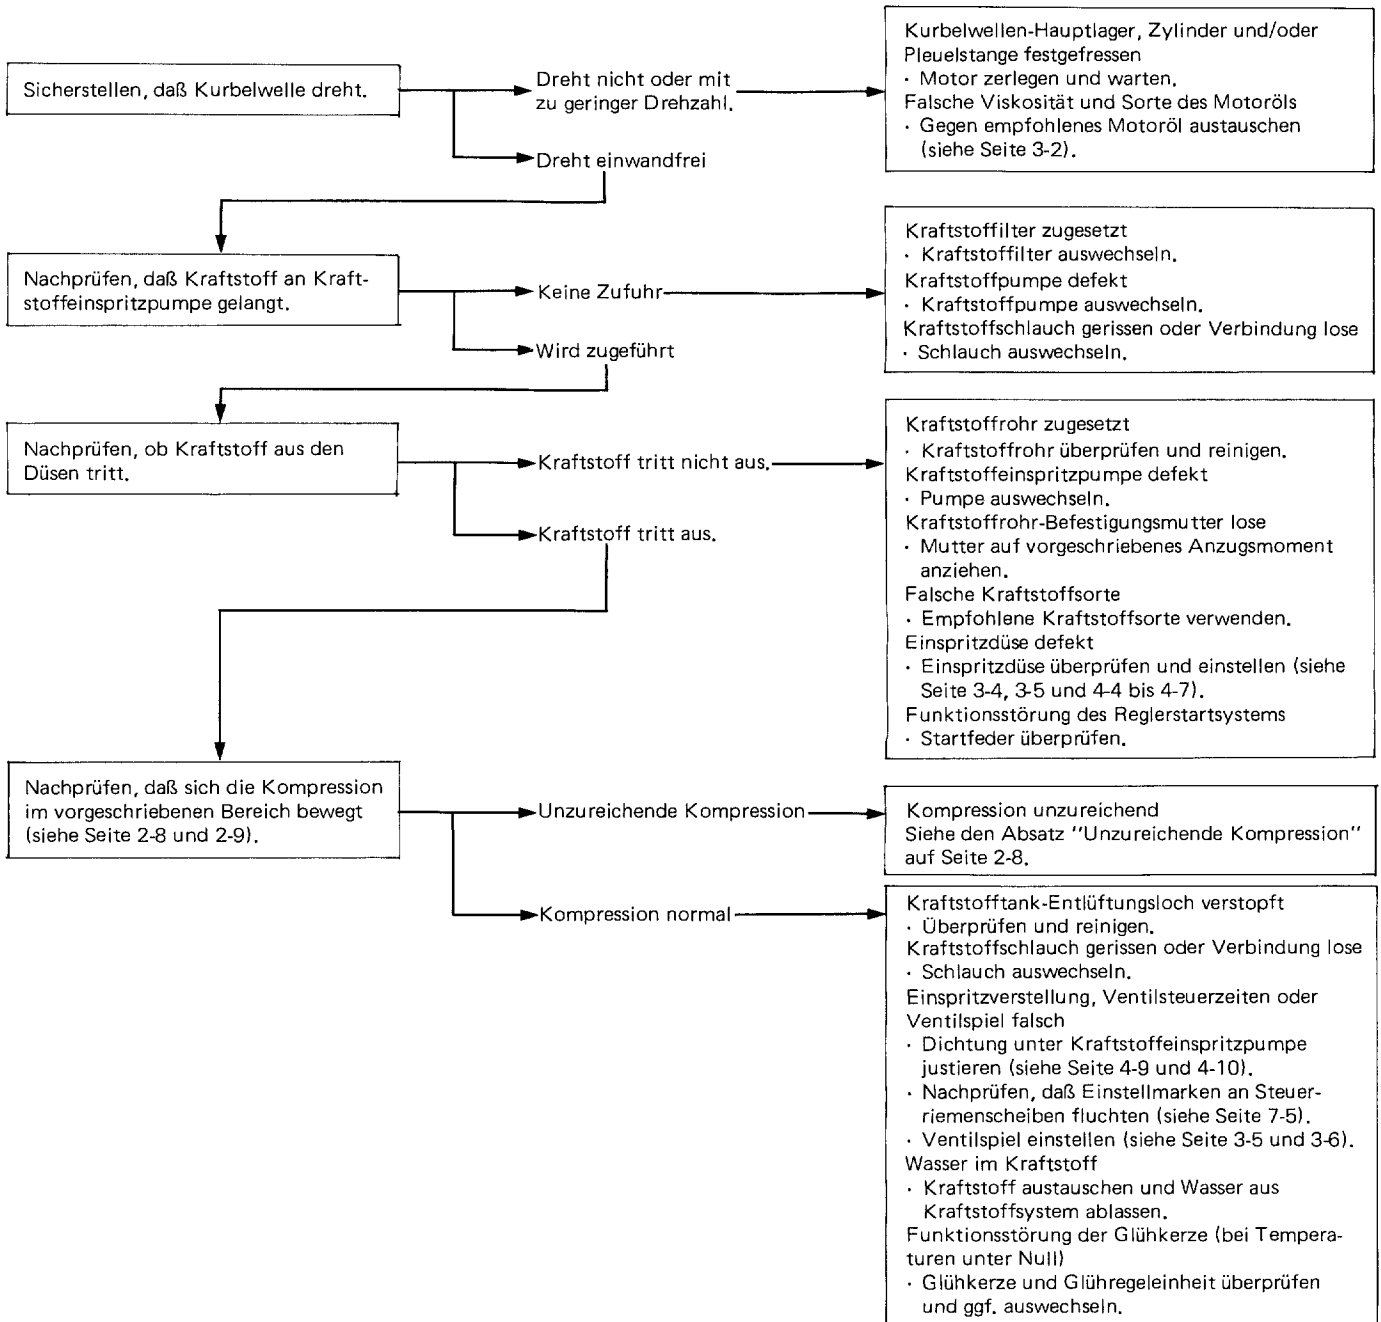 Sicherstellen, daß Kurbelwelle dreht.
Dreht nicht oder mit
zu geringer Drehzahl.
Kurbelwellen-Hauptlager, Zylinder und/oder
Pleuelstange festgefressen
· Motor zerlegen und warten.
Falsche Viskosität und Sorte des Motoröls
· Gegen empfohlenes Motoröl austauschen
(siehe Seite 3-2).
Dreht einwandfrei
Nachprüfen, daß Kraftstoff an Kraft-
stoffeinspritzpumpe gelangt.
Keine Zufuhr
Kraftstoffilter zugesetzt
· Kraftstoffilter auswechseln.
Kraftstoffpumpe defekt
· Kraftstoffpumpe auswechseln.
Kraftstoffschlauch gerissen oder Verbindung lose
· Schlauch auswechseln.
Wird zugeführt
Nachprüfen, ob Kraftstoff aus den
Düsen tritt.
Kraftstoff tritt nicht aus.
Kraftstoffrohr zugesetzt
· Kraftstoffrohr überprüfen und reinigen.
Kraftstoffeinspritzpumpe defekt
· Pumpe auswechseln.
Kraftstoffrohr-Befestigungsmutter lose
· Mutter auf vorgeschriebenes Anzugsmoment
anziehen.
Falsche Kraftstoffsorte
· Empfohlene Kraftstoffsorte verwenden.
Einspritzdüse defekt
· Einspritzdüse überprüfen und einstellen (siehe
Seite 3-4, 3-5 und 4-4 bis 4-7).
Funktionsstörung des Reglerstartsystems
· Startfeder überprüfen.
Kraftstoff tritt aus.
Nachprüfen, daß sich die Kompression
im vorgeschriebenen Bereich bewegt
(siehe Seite 2-8 und 2-9).
Unzureichende Kompression
Kompression unzureichend
Siehe den Absatz "Unzureichende Kompression"
auf Seite 2-8.
Kompression normal
Kraftstofftank-Entlüftungsloch verstopft
· Überprüfen und reinigen.
Kraftstoffschlauch gerissen oder Verbindung lose
· Schlauch auswechseln.
Einspritzverstellung, Ventilsteuerzeiten oder
Ventilspiel falsch
· Dichtung unter Kraftstoffeinspritzpumpe
justieren (siehe Seite 4-9 und 4-10).
· Nachprüfen, daß Einstellmarken an Steuer-
riemenscheiben fluchten (siehe Seite 7-5).
· Ventilspiel einstellen (siehe Seite 3-5 und 3-6).
Wasser im Kraftstoff
· Kraftstoff austauschen und Wasser aus
Kraftstoffsystem ablassen.
Funktionsstörung der Glühkerze (bei Tempera-
turen unter Null)
· Glühkerze und Glühregeleinheit überprüfen
und ggf. auswechseln.